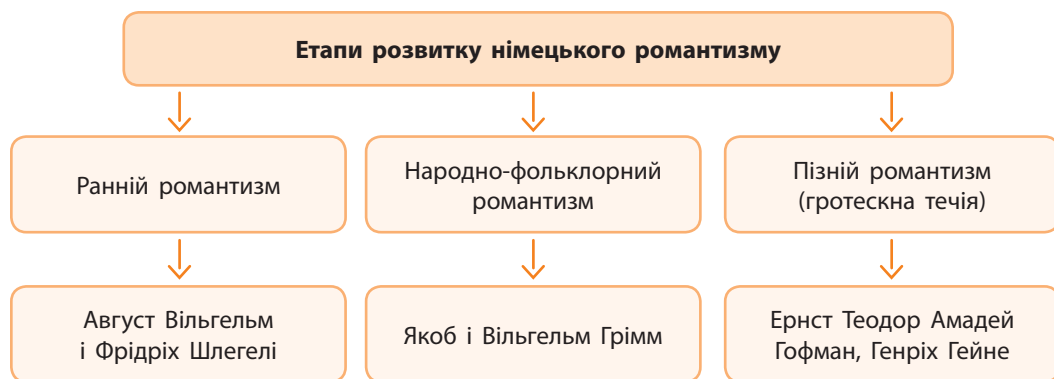 Етапи розвитку німецького романтизму
Ранній романтизм
Народно-фольклорний
романтизм
Пізній романтизм
(гротескна течія)
Август Вільгельм
і Фрідріх Шлегелі
Якоб і Вільгельм Грімм
Ернст Теодор Амадей
Гофман, Генріх Гейне